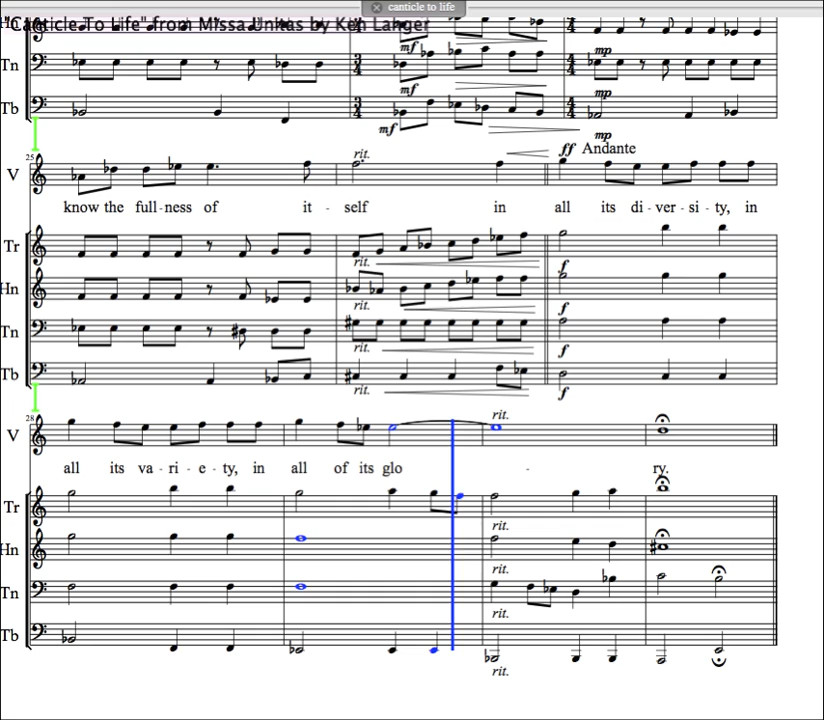 canticle to life
"Canticle To Life" from Missa Unkas by Ken Langer
Hn mf mp
Tn mf mp
Tb mf mp
25 rit. ff Andante
V
know the full-ness of it - self in all its di-ver-si-ty, in
Tr rit. f
Hn rit. f
Tn rit. f
Tb rit. f
28 rit.
V
all its va-ri-e-ty, in all of its glo - ry.
Tr rit.
Hn rit.
Tn rit.
Tb rit.